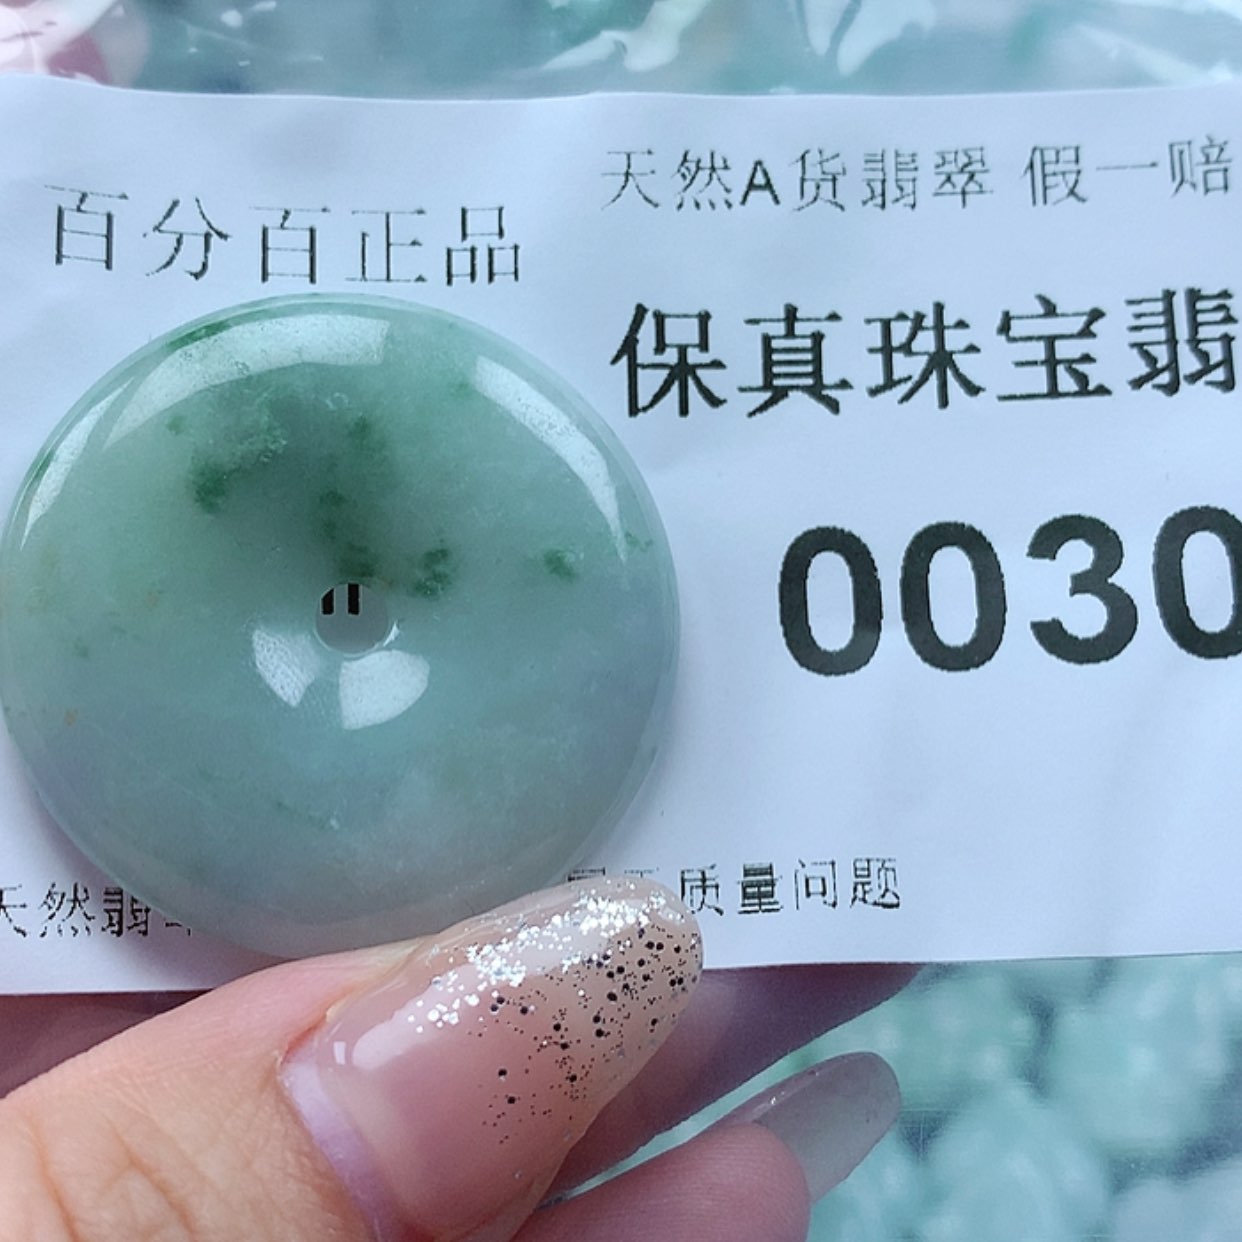 百分百正品
天然A货翡翠 假一赔
保真珠宝翡
0030
天然翡
质量问题